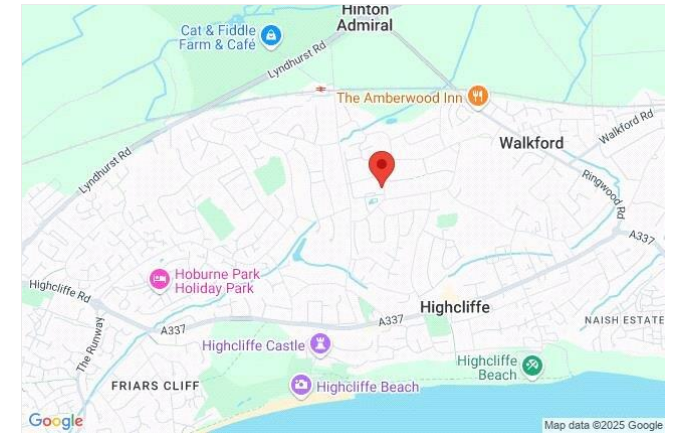 Hinton
Admiral
Cat & Fiddle
Farm & Café
Lyndhurst Rd
The Amberwood Inn
Walkford
Walkford Rd
Lyndhurst Rd
Ringwood Rd
A337
Hoburne Park
Holiday Park
Highcliffe Rd
Highcliffe
A337
A337
NAISH ESTATE
The Runway
Highcliffe Castle
Highcliffe
Beach
FRIARS CLIFF
Highcliffe Beach
Google
Map data ©2025 Google